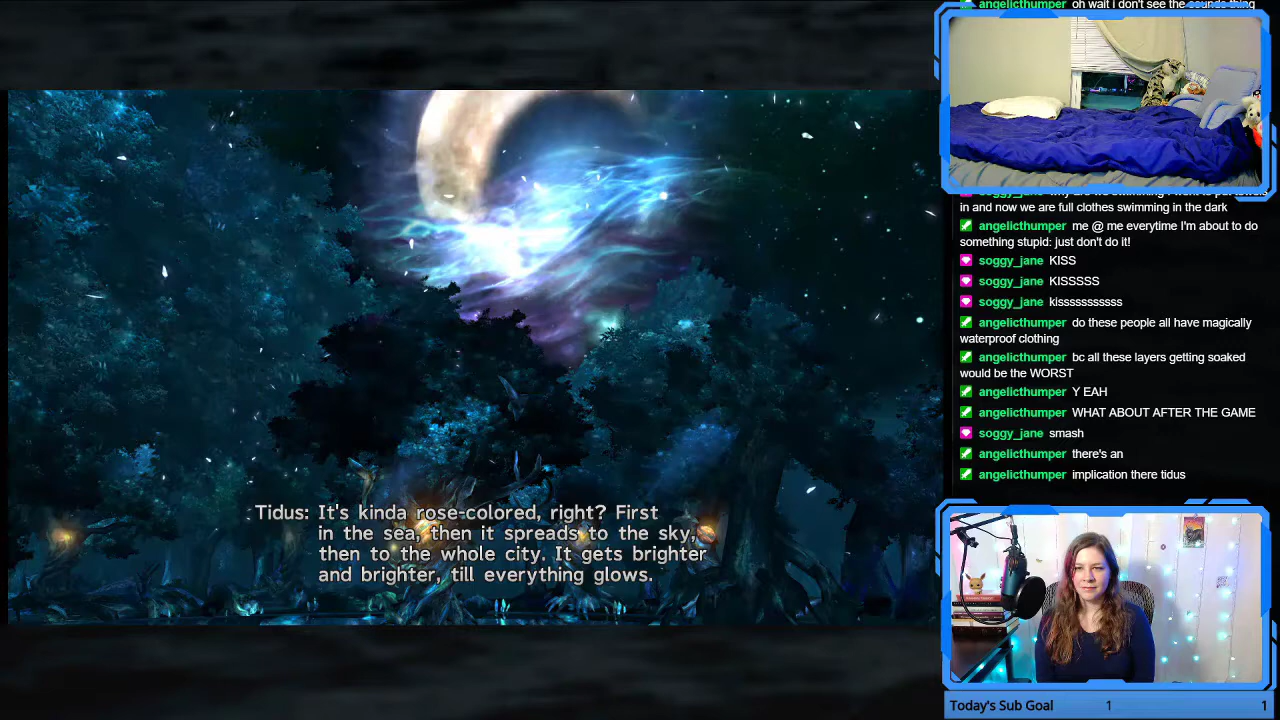 Tidus: It's kinda rose-colored, right? First
in the sea, then it spreads to the sky,
then to the whole city. It gets brighter
and brighter, till everything glows.
angelicthumper oh wait i don't see the sounds thing
in and now we are full clothes swimming in the dark
angelicthumper me @ me everytime I'm about to do
something stupid: just don't do it!
soggy_jane KISS
soggy_jane KISSSSS
soggy_jane kisssssssssss
angelicthumper do these people all have magically
waterproof clothing
angelicthumper bc all these layers getting soaked
would be the WORST
angelicthumper Y EAH
angelicthumper WHAT ABOUT AFTER THE GAME
soggy_jane smash
angelicthumper there's an
angelicthumper implication there tidus
Today's Sub Goal 1 1